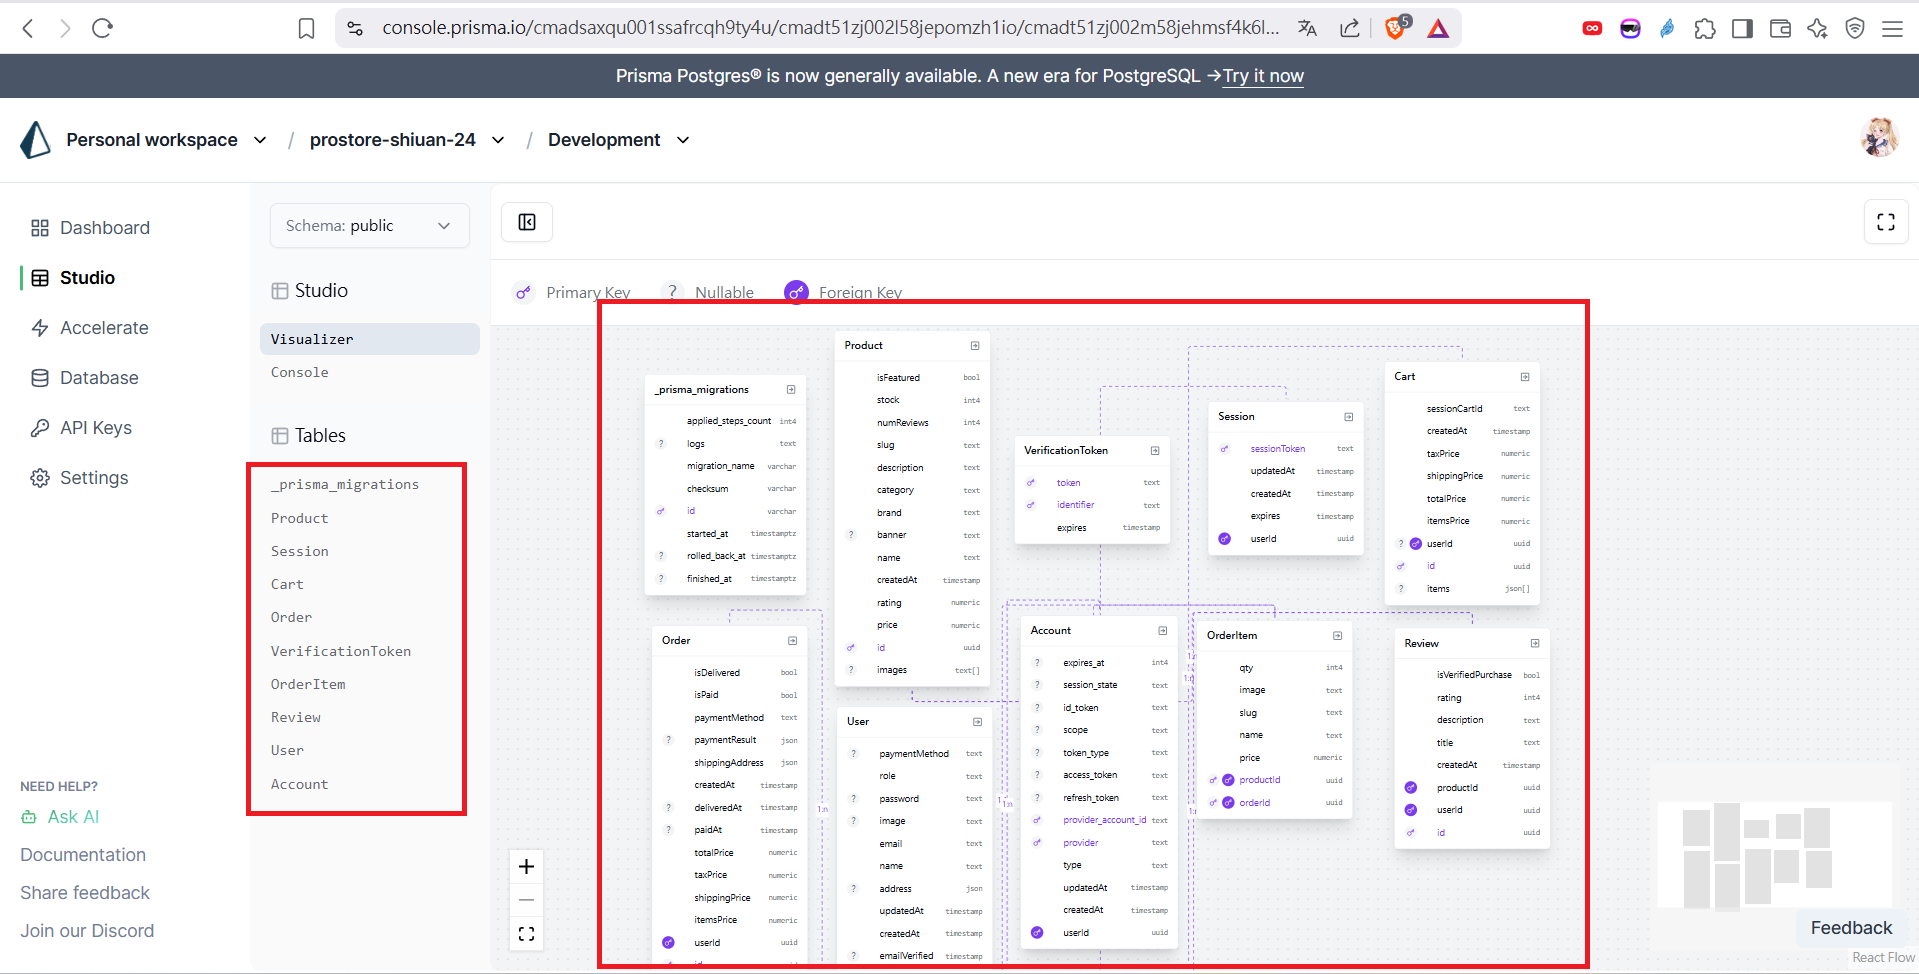 console.prisma.io/cmadsaxqu001ssafrcqh9ty4u/cmadt51zj002l58jepomzh1io/cmadt51zj002m58jehmsf4k6l...
5
Prisma Postgres® is now generally available. A new era for PostgreSQL →Try it now
Personal workspace / prostore-shiuan-24 / Development
Dashboard
Studio
Accelerate
Database
API Keys
Settings
NEED HELP?
Ask AI
Documentation
Share feedback
Join our Discord
Schema: public
Studio
Visualizer
Console
Tables
_prisma_migrations
Product
Session
Cart
Order
VerificationToken
OrderItem
Review
User
Account
Primary Key ? Nullable Foreign Key
_prisma_migrations
applied_steps_count int4
? logs text
migration_name varchar
checksum varchar
id varchar
started_at timestamptz
? rolled_back_at timestamptz
? finished_at timestamptz
Product
isFeatured bool
stock int4
numReviews int4
slug text
description text
category text
brand text
? banner text
name text
createdAt timestamp
rating numeric
price numeric
id uuid
? images text[]
VerificationToken
token text
identifier text
expires timestamp
Session
sessionToken text
updatedAt timestamp
createdAt timestamp
expires timestamp
userId uuid
Cart
sessionCartId text
createdAt timestamp
taxPrice numeric
shippingPrice numeric
totalPrice numeric
itemsPrice numeric
? userId uuid
id uuid
? items json[]
Order
isDelivered bool
isPaid bool
paymentMethod text
? paymentResult json
shippingAddress json
createdAt timestamp
? deliveredAt timestamp
? paidAt timestamp
totalPrice numeric
taxPrice numeric
shippingPrice numeric
itemsPrice numeric
userId uuid
1:n
User
? paymentMethod text
role text
? password text
? image text
email text
name text
? address json
updatedAt timestamp
createdAt timestamp
? emailVerified timestamp
1:n
Account
? expires_at int4
? session_state text
? id_token text
? scope text
? token_type text
? access_token text
? refresh_token text
provider_account_id text
provider text
type text
updatedAt timestamp
createdAt timestamp
userId uuid
OrderItem
qty int4
image text
slug text
name text
price numeric
productId uuid
orderId uuid
Review
isVerifiedPurchase bool
rating int4
description text
title text
createdAt timestamp
productId uuid
userId uuid
id uuid
Feedback
React Flow